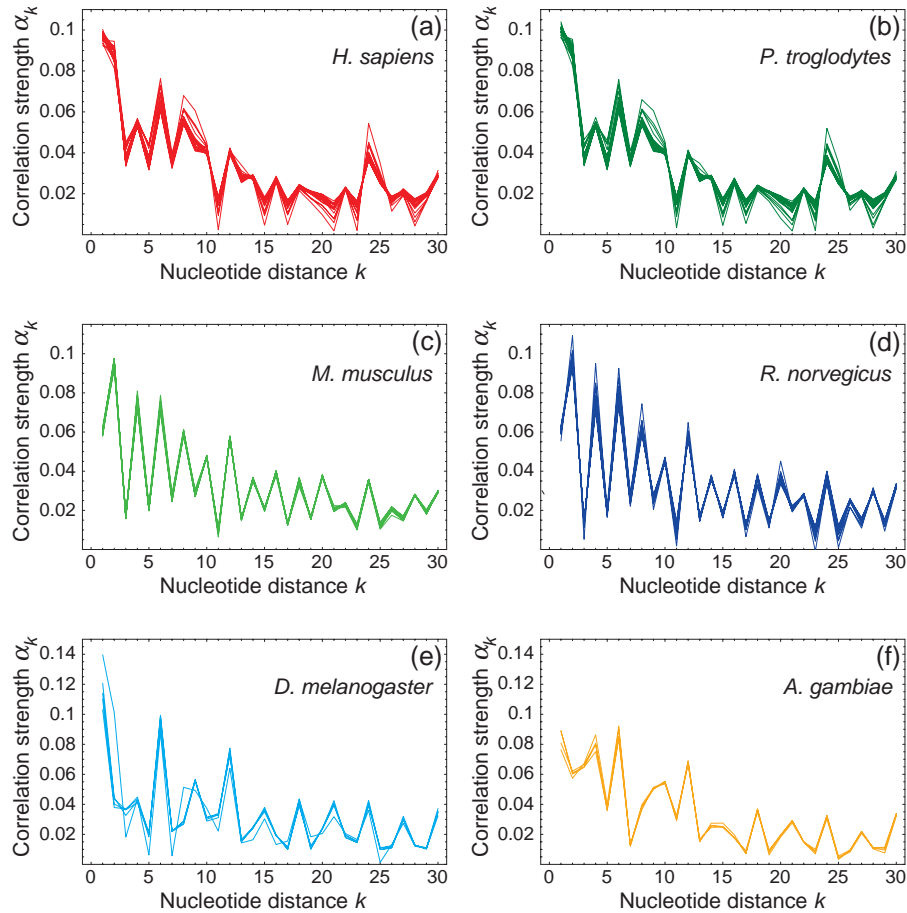 (a)
H. sapiens
Correlation strength αk
0.1
0.08
0.06
0.04
0.02
0 5 10 15 20 25 30
Nucleotide distance k
(b)
P. troglodytes
Correlation strength αk
0.1
0.08
0.06
0.04
0.02
0 5 10 15 20 25 30
Nucleotide distance k
(c)
M. musculus
Correlation strength αk
0.1
0.08
0.06
0.04
0.02
0 5 10 15 20 25 30
Nucleotide distance k
(d)
R. norvegicus
Correlation strength αk
0.1
0.08
0.06
0.04
0.02
0 5 10 15 20 25 30
Nucleotide distance k
(e)
D. melanogaster
Correlation strength αk
0.14
0.12
0.1
0.08
0.06
0.04
0.02
0 5 10 15 20 25 30
Nucleotide distance k
(f)
A. gambiae
Correlation strength αk
0.14
0.12
0.1
0.08
0.06
0.04
0.02
0 5 10 15 20 25 30
Nucleotide distance k